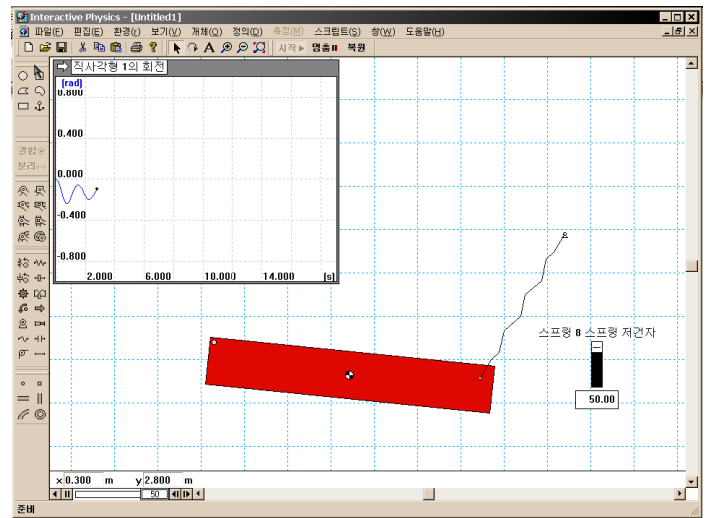 Interactive Physics - [Untitled1]
파일(F) 편집(E) 환경(r) 보기(V) 개체(O) 정의(D) 측정(M) 스크립트(S) 창(W) 도움말(H)
시작 멈춤 복원
직사각형 1의 회전
(rad)
0.800
0.400
0.000
-0.400
-0.800
2.000 6.000 10.000 14.000 [s]
결합
분리
스프링 8 스프링 저건자
50.00
x 0.300 m y 2.800 m
50
준비